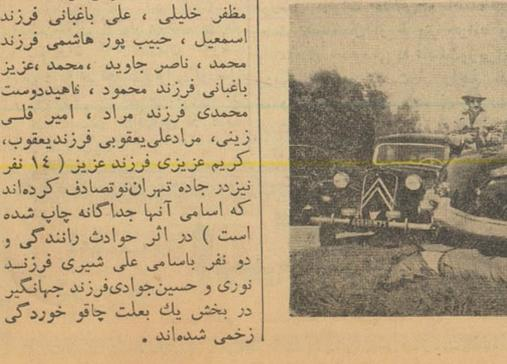 مظفر خلیلی ، علی باغبانی فرزند
اسمعیل ، حبیب پور هاشمی فرزند
محمد ، ناصر جاوید ،محمد ،عزیز
باغبانی فرزند محمود ، ناهیددوست
محمدی فرزند مراد ، امیر قلی
زینی، مرادعلی‌یعقوبی فرزندیعقوب،
کریم عزیزی فرزند عزیز ( ۱۴ نفر
نیزدر جاده تهران‌نو تصادف کرده‌اند
که اسامی آنها جداگانه چاپ شده
است ) در اثر حوادث رانندگی و
دو نفر باسامی علی شیری فرزند
نوری و حسین‌جوادی‌فرزند جهانگیر
در بخش یك بعلت چاقو خوردگی
زخمی شده‌اند .